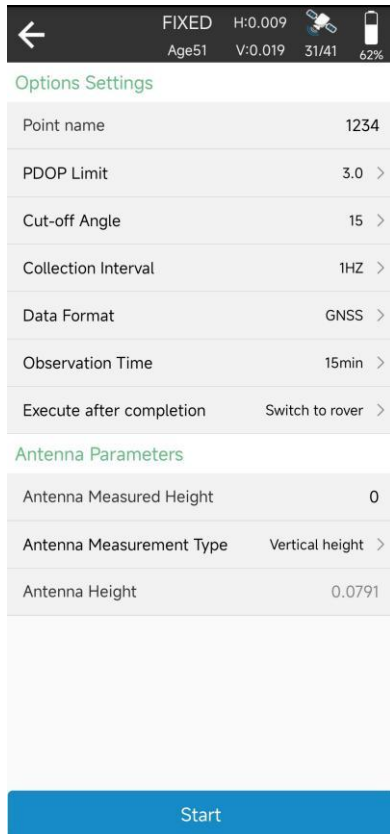 FIXED H:0.009
Age51 V:0.019 31/41 62%
Options Settings
Point name 1234
PDOP Limit 3.0
Cut-off Angle 15
Collection Interval 1HZ
Data Format GNSS
Observation Time 15min
Execute after completion Switch to rover
Antenna Parameters
Antenna Measured Height 0
Antenna Measurement Type Vertical height
Antenna Height 0.0791
Start